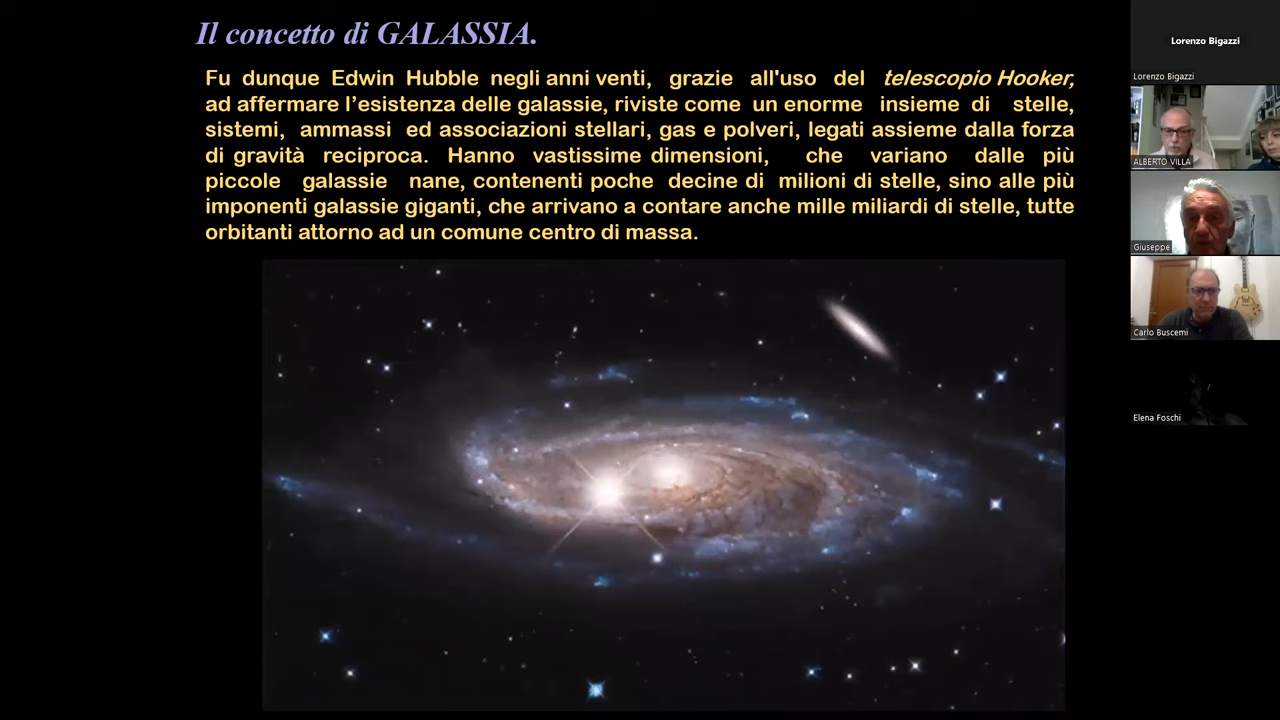 Il concetto di GALASSIA.
Fu dunque Edwin Hubble negli anni venti, grazie all'uso del telescopio Hooker,
ad affermare l’esistenza delle galassie, riviste come un enorme insieme di stelle,
sistemi, ammassi ed associazioni stellari, gas e polveri, legati assieme dalla forza
di gravità reciproca. Hanno vastissime dimensioni, che variano dalle più
piccole galassie nane, contenenti poche decine di milioni di stelle, sino alle più
imponenti galassie giganti, che arrivano a contare anche mille miliardi di stelle, tutte
orbitanti attorno ad un comune centro di massa.
Lorenzo Bigazzi
Lorenzo Bigazzi
ALBERTO VILLA
Giuseppe
Carlo Buscemi
Elena Foschi